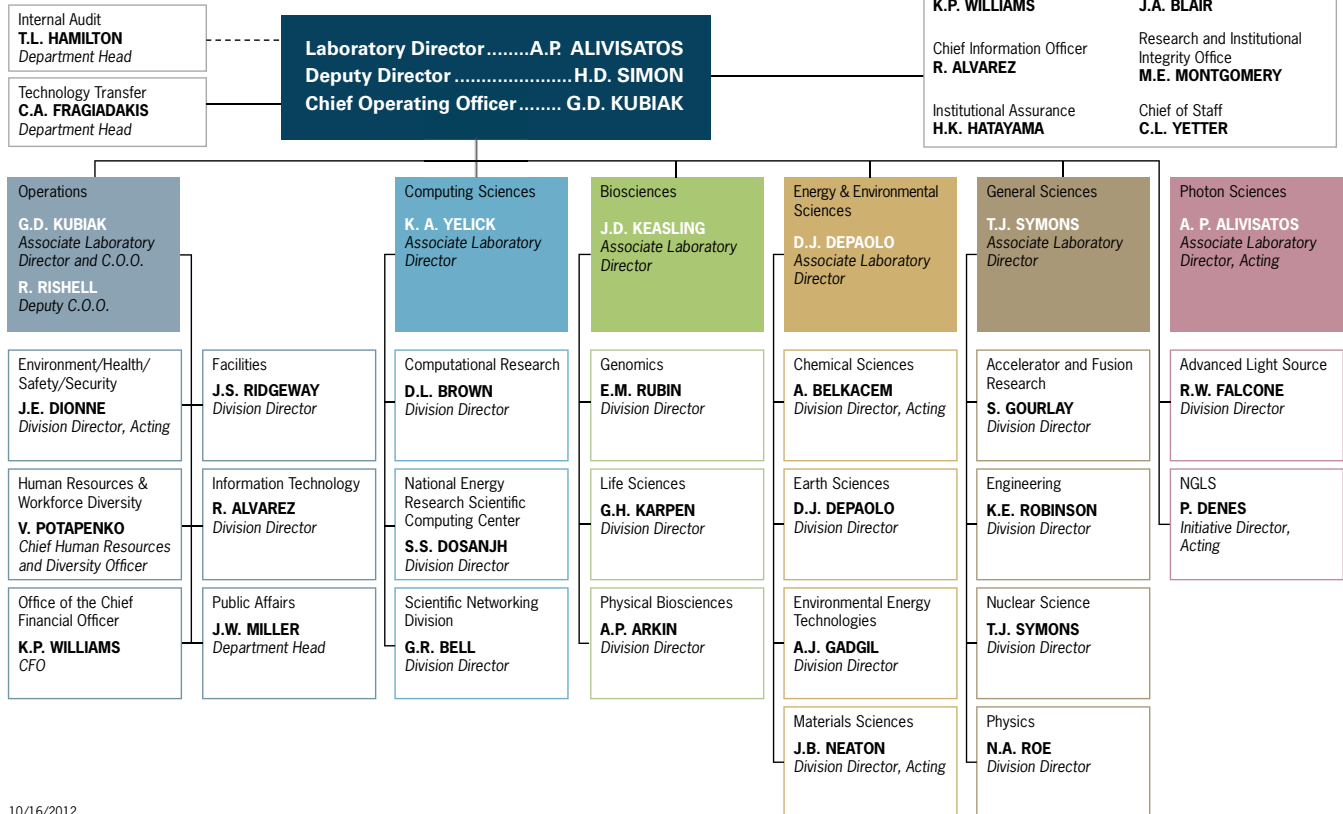 Internal Audit
T.L. HAMILTON
Department Head
Technology Transfer
C.A. FRAGIADAKIS
Department Head
Laboratory Director........A.P. ALIVISATOS
Deputy Director ......................H.D. SIMON
Chief Operating Officer........ G.D. KUBIAK
K.P. WILLIAMS
J.A. BLAIR
Chief Information Officer
R. ALVAREZ
Research and Institutional
Integrity Office
M.E. MONTGOMERY
Institutional Assurance
H.K. HATAYAMA
Chief of Staff
C.L. YETTER
Operations
G.D. KUBIAK
Associate Laboratory
Director and C.O.O.
R. RISHELL
Deputy C.O.O.
Computing Sciences
K. A. YELICK
Associate Laboratory
Director
Biosciences
J.D. KEASLING
Associate Laboratory
Director
Energy & Environmental
Sciences
D.J. DEPAOLO
Associate Laboratory
Director
General Sciences
T.J. SYMONS
Associate Laboratory
Director
Photon Sciences
A. P. ALIVISATOS
Associate Laboratory
Director, Acting
Environment/Health/
Safety/Security
J.E. DIONNE
Division Director, Acting
Facilities
J.S. RIDGEWAY
Division Director
Computational Research
D.L. BROWN
Division Director
Genomics
E.M. RUBIN
Division Director
Chemical Sciences
A. BELKACEM
Division Director, Acting
Accelerator and Fusion
Research
S. GOURLAY
Division Director
Advanced Light Source
R.W. FALCONE
Division Director
Human Resources &
Workforce Diversity
V. POTAPENKO
Chief Human Resources
and Diversity Officer
Information Technology
R. ALVAREZ
Division Director
National Energy
Research Scientific
Computing Center
S.S. DOSANJH
Division Director
Life Sciences
G.H. KARPEN
Division Director
Earth Sciences
D.J. DEPAOLO
Division Director
Engineering
K.E. ROBINSON
Division Director
NGLS
P. DENES
Initiative Director,
Acting
Office of the Chief
Financial Officer
K.P. WILLIAMS
CFO
Public Affairs
J.W. MILLER
Department Head
Scientific Networking
Division
G.R. BELL
Division Director
Physical Biosciences
A.P. ARKIN
Division Director
Environmental Energy
Technologies
A.J. GADGIL
Division Director
Nuclear Science
T.J. SYMONS
Division Director
Materials Sciences
J.B. NEATON
Division Director, Acting
Physics
N.A. ROE
Division Director
10/16/2012